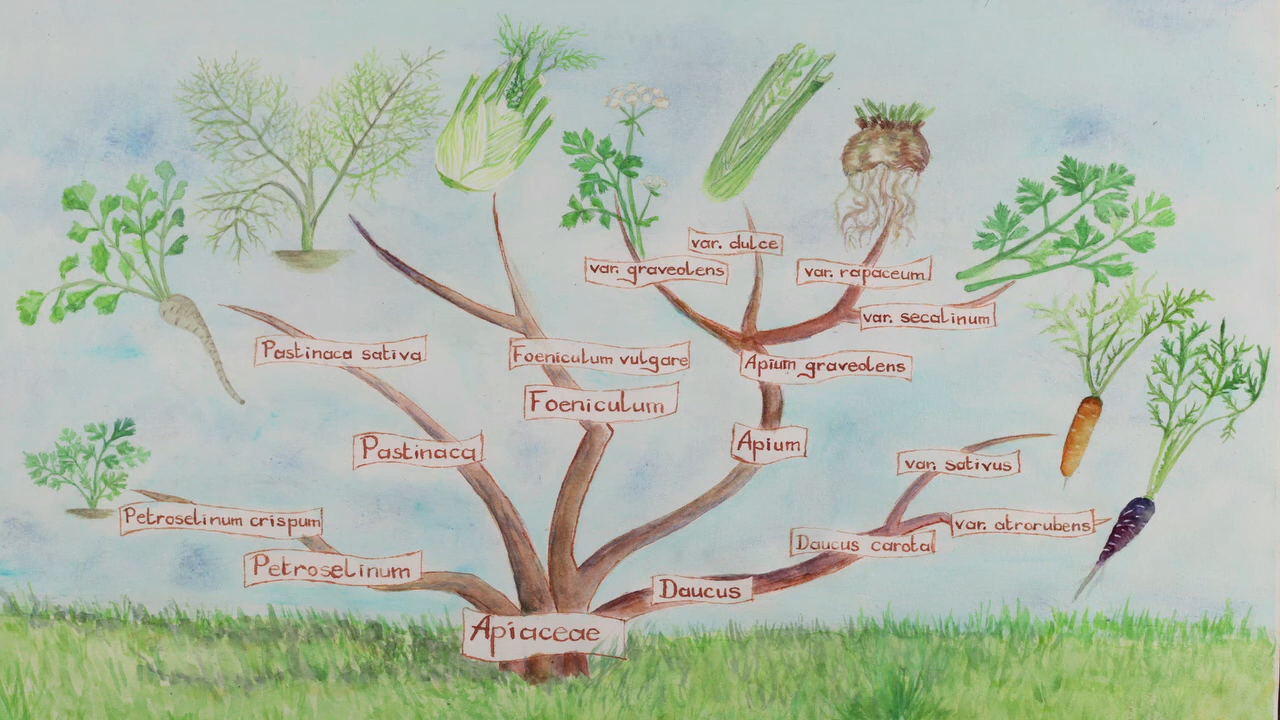 var. dulce
var. graveolens
var. rapaceum
var. secalinum
Pastinaca sativa
Foeniculum vulgare
Apium graveolens
Foeniculum
Pastinaca
Apium
var. sativus
Petroselinum crispum
var. atrorubens
Daucus carota
Petroselinum
Daucus
Apiaceae